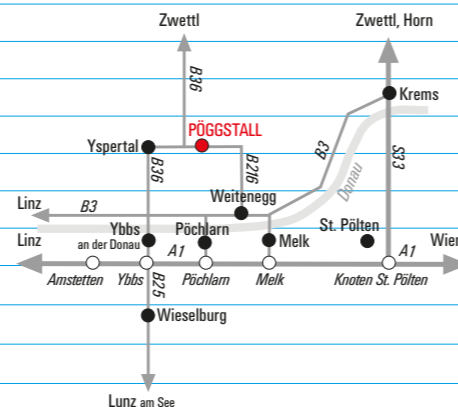 Zwettl
Zwettl, Horn
B36
Krems
PÖGGSTALL
Yspertal
B36
B216
B3
S33
Donau
Weitenegg
Linz
B3
Linz
Ybbs
an der Donau
Pöchlarn
Melk
St. Pölten
A1
A1
Wien
Amstetten
Ybbs
Pöchlarn
Melk
Knoten St. Pölten
B25
Wieselburg
Lunz am See